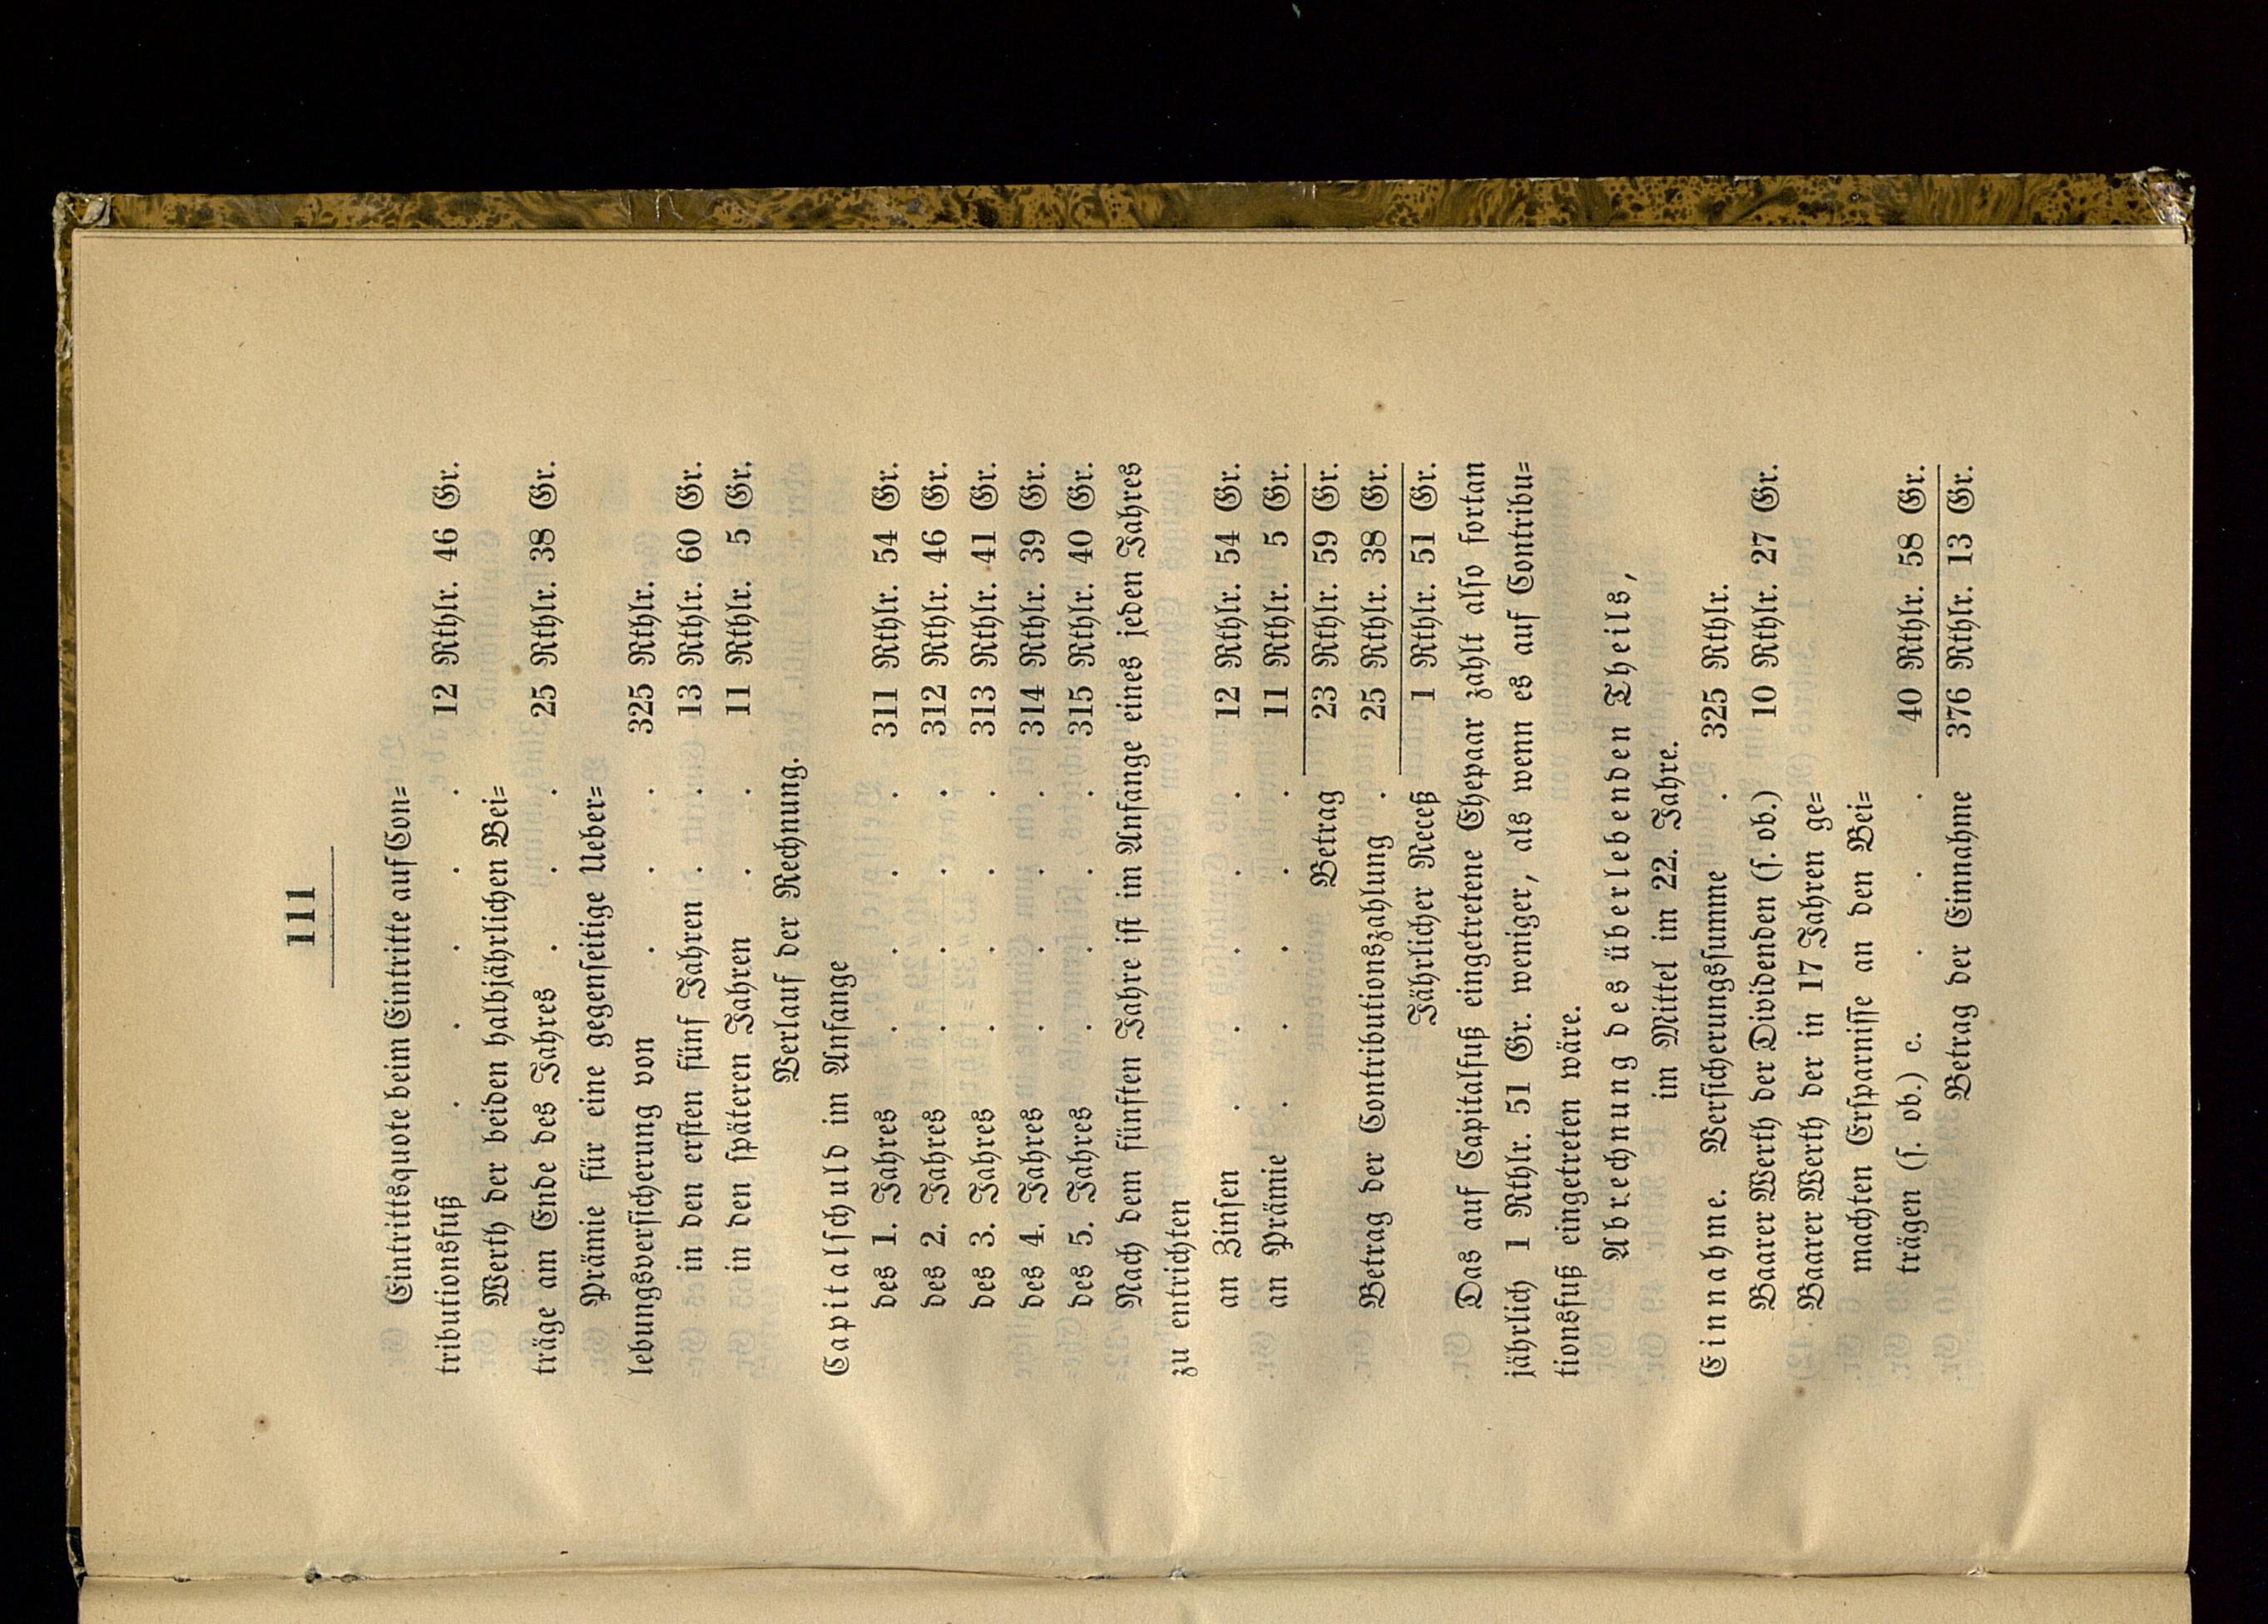 111
Eintrittsquote beim Eintritte auf Con=
tributionsfuß . . . . . 12 Rthlr. 46 Gr.
Werth der beiden halbjährlichen Bei=
träge am Ende des Jahres . . . 25 Rthlr. 38 Gr.
Prämie für eine gegenseitige Ueber=
lebungsversicherung von . . . 325 Rthlr.
in den ersten fünf Jahren . . 13 Rthlr. 60 Gr.
in den späteren Jahren . . 11 Rthlr. 5 Gr.
Verlauf der Rechnung.
Capitalschuld im Anfange
des 1. Jahres . . . . 311 Rthlr. 54 Gr.
des 2. Jahres . . . . 312 Rthlr. 46 Gr.
des 3. Jahres . . . . 313 Rthlr. 41 Gr.
des 4. Jahres . . . . 314 Rthlr. 39 Gr.
des 5. Jahres . . . . 315 Rthlr. 40 Gr.
Nach dem fünften Jahre ist im Anfange eines jeden Jahres
zu entrichten
an Zinsen . . . . . 12 Rthlr. 54 Gr.
an Prämie . . . . . 11 Rthlr. 5 Gr.
Betrag 23 Rthlr. 59 Gr.
Betrag der Contributionszahlung . 25 Rthlr. 38 Gr.
Jährlicher Receß 1 Rthlr. 51 Gr.
Das auf Capitalfuß eingetretene Ehepaar zahlt also fortan
jährlich 1 Rthlr. 51 Gr. weniger, als wenn es auf Contribu=
tionsfuß eingetreten wäre.
Abrechnung des überlebenden Theils,
im Mittel im 22. Jahre.
Einnahme. Versicherungssumme . 325 Rthlr.
Baarer Werth der Dividenden (s. ob.) 10 Rthlr. 27 Gr.
Baarer Werth der in 17 Jahren ge=
machten Ersparnisse an den Bei=
trägen (s. ob.) c. . . . 40 Rthlr. 58 Gr.
Betrag der Einnahme 376 Rthlr. 13 Gr.